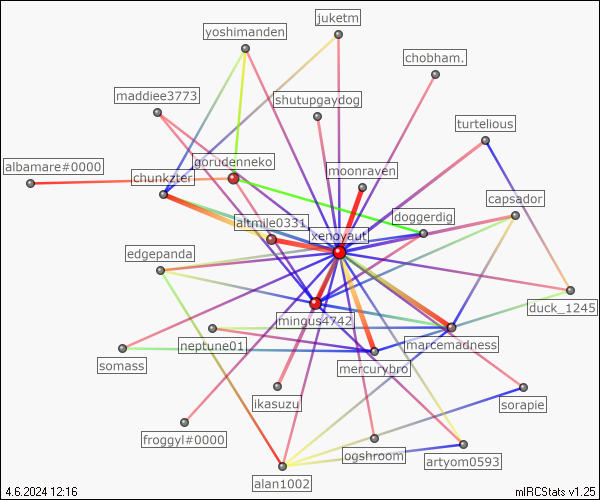 juketm
yoshimanden
chobham.
maddiee3773
shutupgaydog
turtelious
albamare#0000
gorudenneko
chunkzter
moonraven
capsador
doggerdig
altmile0331
xenoyaut
edgepanda
duck_1245
mingus4742
marcemadness
neptune01
somass
mercurybro
ikasuzu
sorapie
froggyl#0000
ogshroom
artyom0593
alan1002
4.6.2024 12:16
mIRCStats v1.25